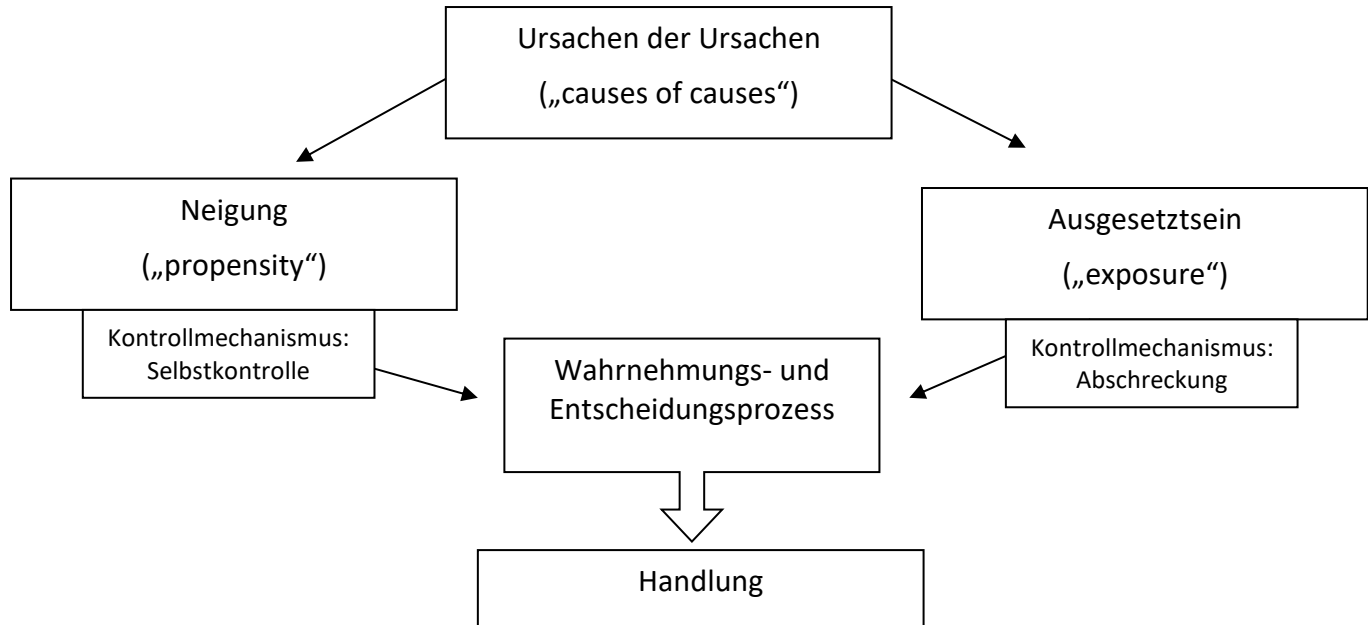 Ursachen der Ursachen
(„causes of causes“)
Neigung
(„propensity“)
Ausgesetztsein
(„exposure“)
Kontrollmechanismus:
Selbstkontrolle
Wahrnehmungs- und
Entscheidungsprozess
Kontrollmechanismus:
Abschreckung
Handlung